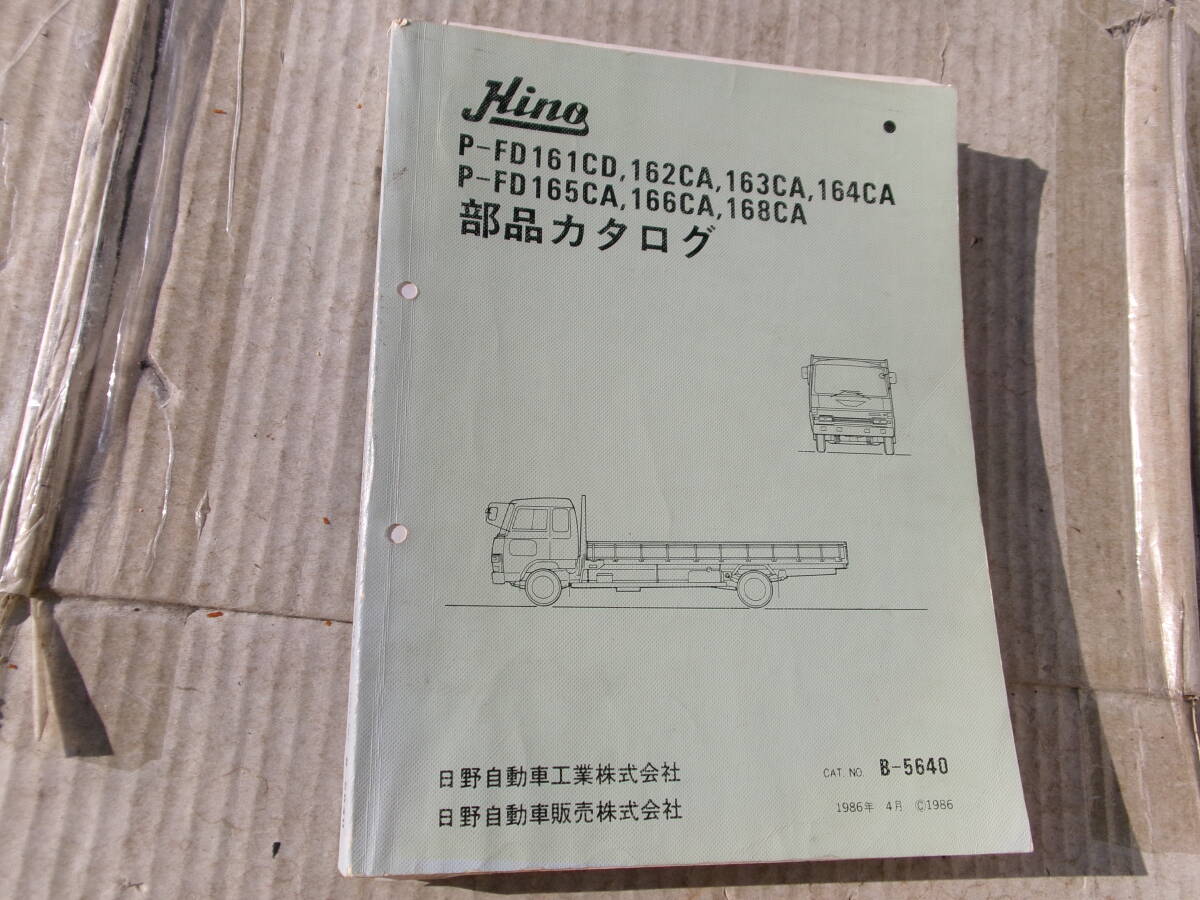 Hino
P-FD161CD,162CA,163CA,164CA
P-FD165CA,166CA,168CA
部品カタログ
日野自動車工業株式会社
日野自動車販売株式会社
CAT. NO. B-5640
1986年 4月 ©1986